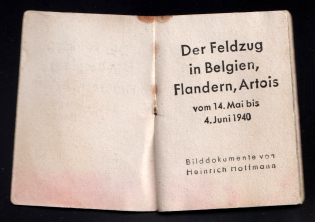 Der Feldzug
in Belgien,
Flandern, Artois
vom 14. Mai bis
4. Juni 1940
Bilddokumente von
Heinrich Hoffmann